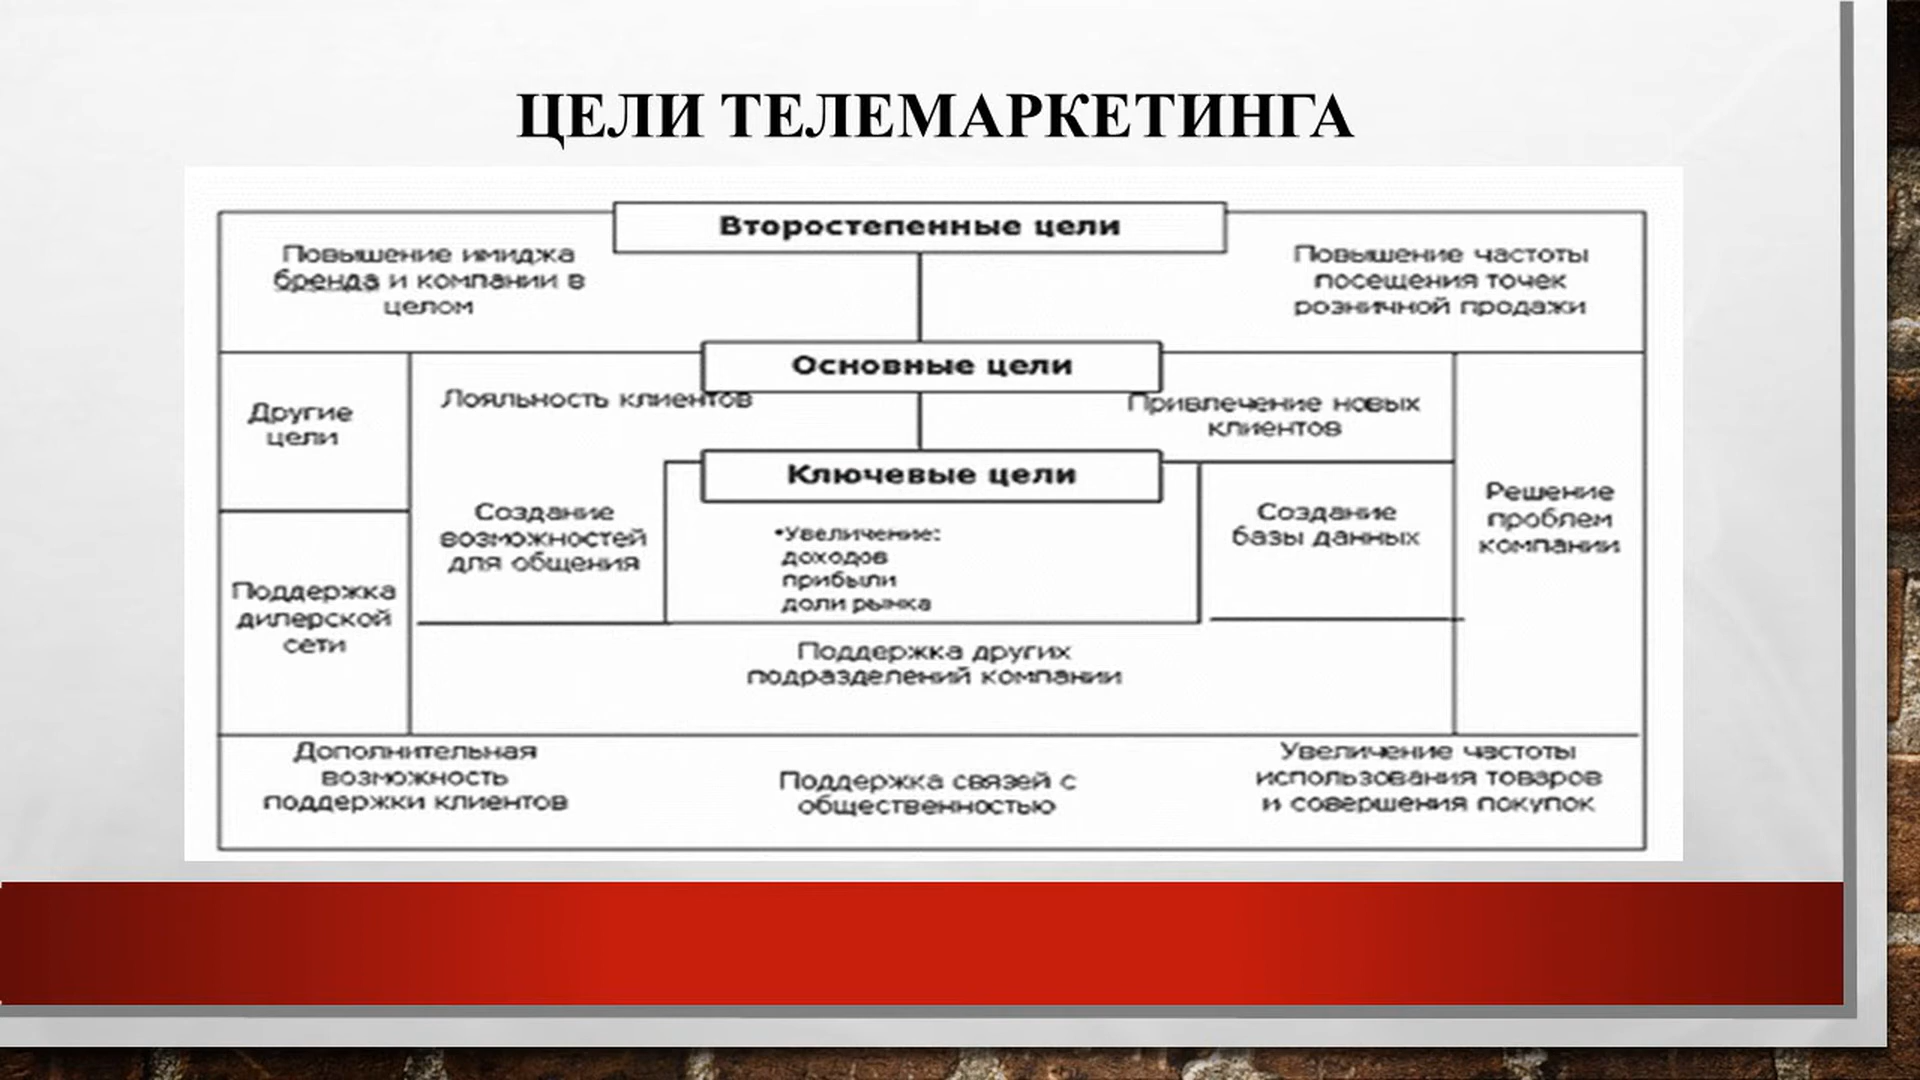 ЦЕЛИ ТЕЛЕМАРКЕТИНГА
Второстепенные цели
Повышение имиджа
бренда и компании в
целом
Повышение частоты
посещения точек
розничной продажи
Основные цели
Другие
цели
Лояльность клиентов
Привлечение новых
клиентов
Ключевые цели
Создание
возможностей
для общения
•Увеличение:
доходов
прибыли
доли рынка
Создание
базы данных
Решение
проблем
компании
Поддержка
дилерской
сети
Поддержка других
подразделений компании
Дополнительная
возможность
поддержки клиентов
Поддержка связей с
общественностью
Увеличение частоты
использования товаров
и совершения покупок